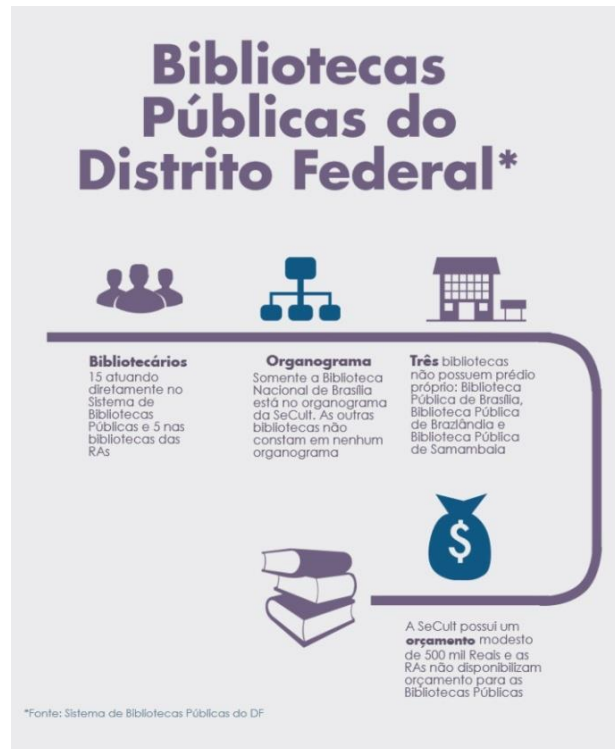 Bibliotecas
Públicas do
Distrito Federal*
Bibliotecários
15 atuando
diretamente no
Sistema de
Bibliotecas
Públicas e 5 nas
bibliotecas das
RAs
Organograma
Somente a Biblioteca
Nacional de Brasília
está no organograma
da SeCult. As outras
bibliotecas não
constam em nenhum
organograma
Três bibliotecas
não possuem prédio
próprio: Biblioteca
Pública de Brasília,
Biblioteca Pública
de Brazlândia e
Biblioteca Pública
de Samambaia
$
A SeCult possui um
orçamento modesto
de 500 mil Reais e as
RAs não disponibilizam
orçamento para as
Bibliotecas Públicas
*Fonte: Sistema de Bibliotecas Públicas do DF